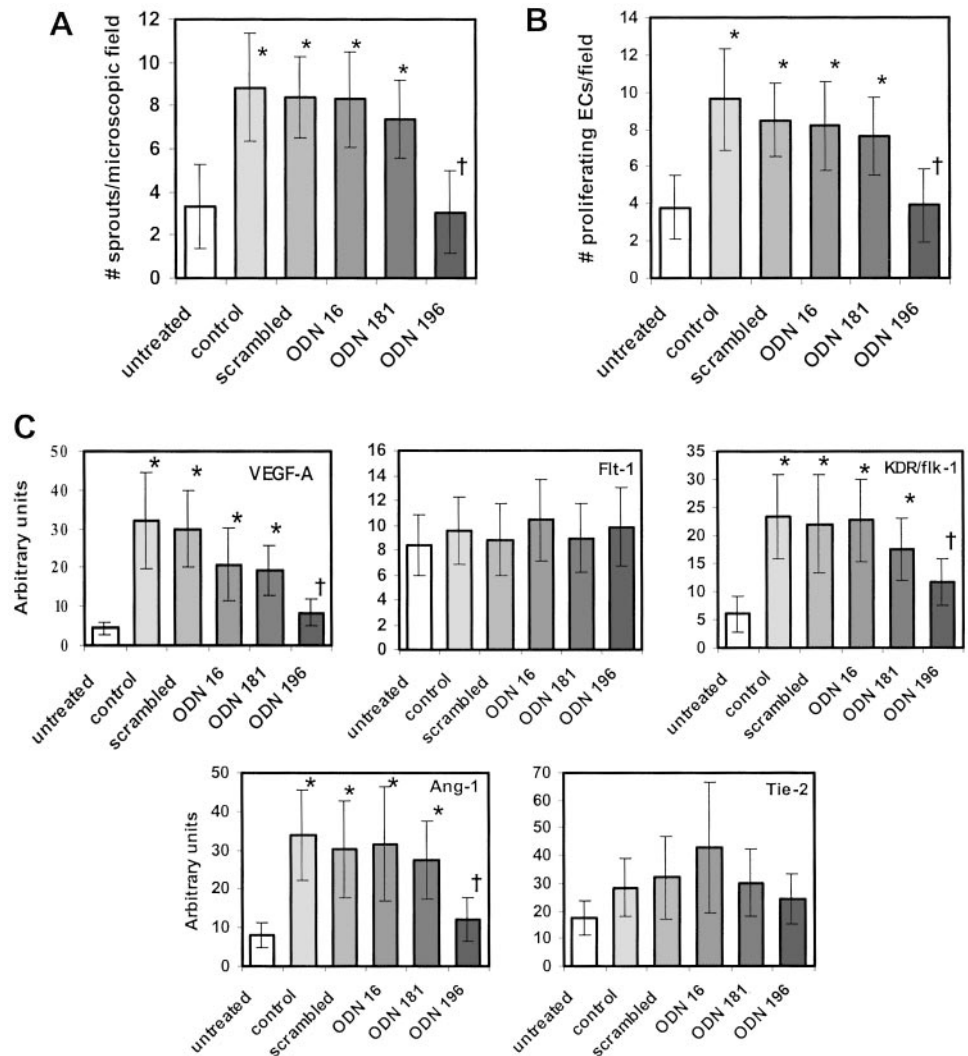 A
# sprouts/microscopic field
12
10
8
6
4
2
0
*
*
*
*
†
untreated
control
scrambled
ODN 16
ODN 181
ODN 196
B
# proliferating ECs/field
14
12
10
8
6
4
2
0
*
*
*
*
†
untreated
control
scrambled
ODN 16
ODN 181
ODN 196
C
Arbitrary units
50
40
30
20
10
0
VEGF-A
*
*
*
*
†
untreated
control
scrambled
ODN 16
ODN 181
ODN 196
16
14
12
10
8
6
4
2
0
Flt-1
untreated
control
scrambled
ODN 16
ODN 181
ODN 196
35
30
25
20
15
10
5
0
KDR/flk-1
*
*
*
*
†
untreated
control
scrambled
ODN 16
ODN 181
ODN 196
Arbitrary units
50
40
30
20
10
0
Ang-1
*
*
*
*
†
untreated
control
scrambled
ODN 16
ODN 181
ODN 196
70
60
50
40
30
20
10
0
Tie-2
untreated
control
scrambled
ODN 16
ODN 181
ODN 196